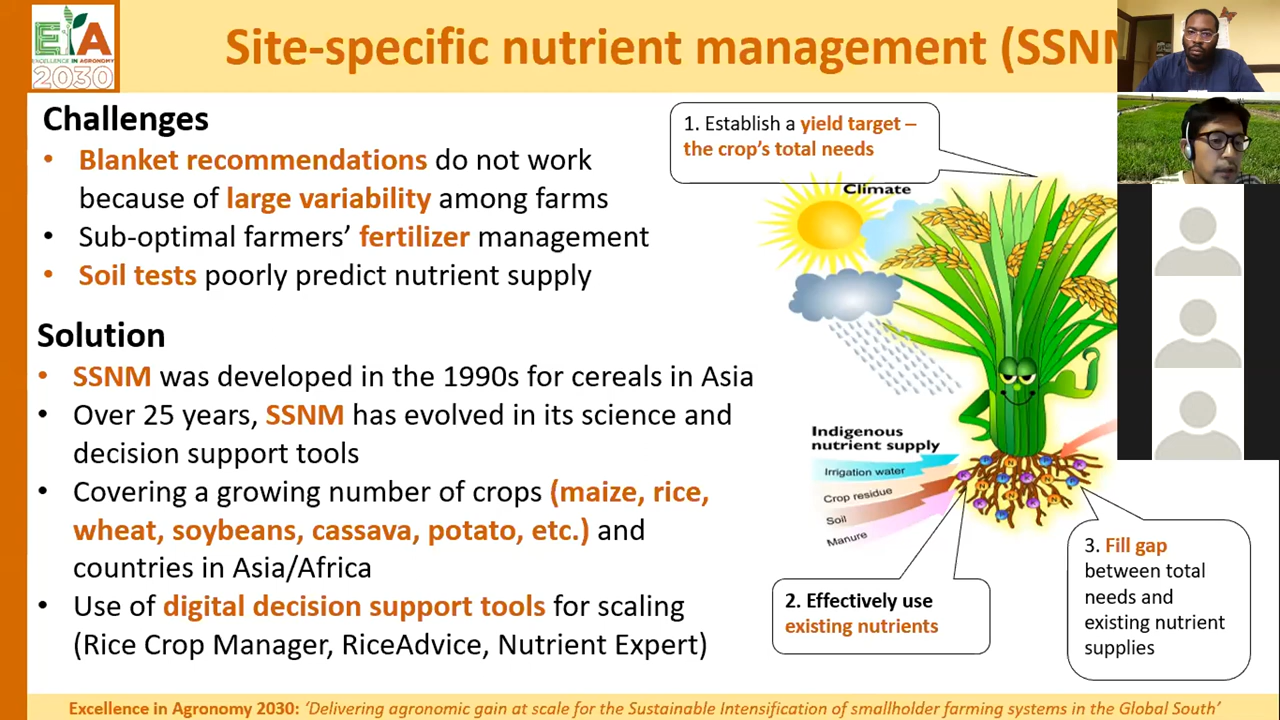 EiA
EXCELLENCE IN AGRONOMY
2030
Site-specific nutrient management (SSNM
Challenges
• Blanket recommendations do not work
because of large variability among farms
• Sub-optimal farmers’ fertilizer management
• Soil tests poorly predict nutrient supply
Solution
• SSNM was developed in the 1990s for cereals in Asia
• Over 25 years, SSNM has evolved in its science and
decision support tools
• Covering a growing number of crops (maize, rice,
wheat, soybeans, cassava, potato, etc.) and
countries in Asia/Africa
• Use of digital decision support tools for scaling
(Rice Crop Manager, RiceAdvice, Nutrient Expert)
1. Establish a yield target –
the crop’s total needs
Climate
Indigenous
nutrient supply
Irrigation water
Crop residue
Soil
Manure
2. Effectively use
existing nutrients
3. Fill gap
between total
needs and
existing nutrient
supplies
Excellence in Agronomy 2030: ‘Delivering agronomic gain at scale for the Sustainable Intensification of smallholder farming systems in the Global South’